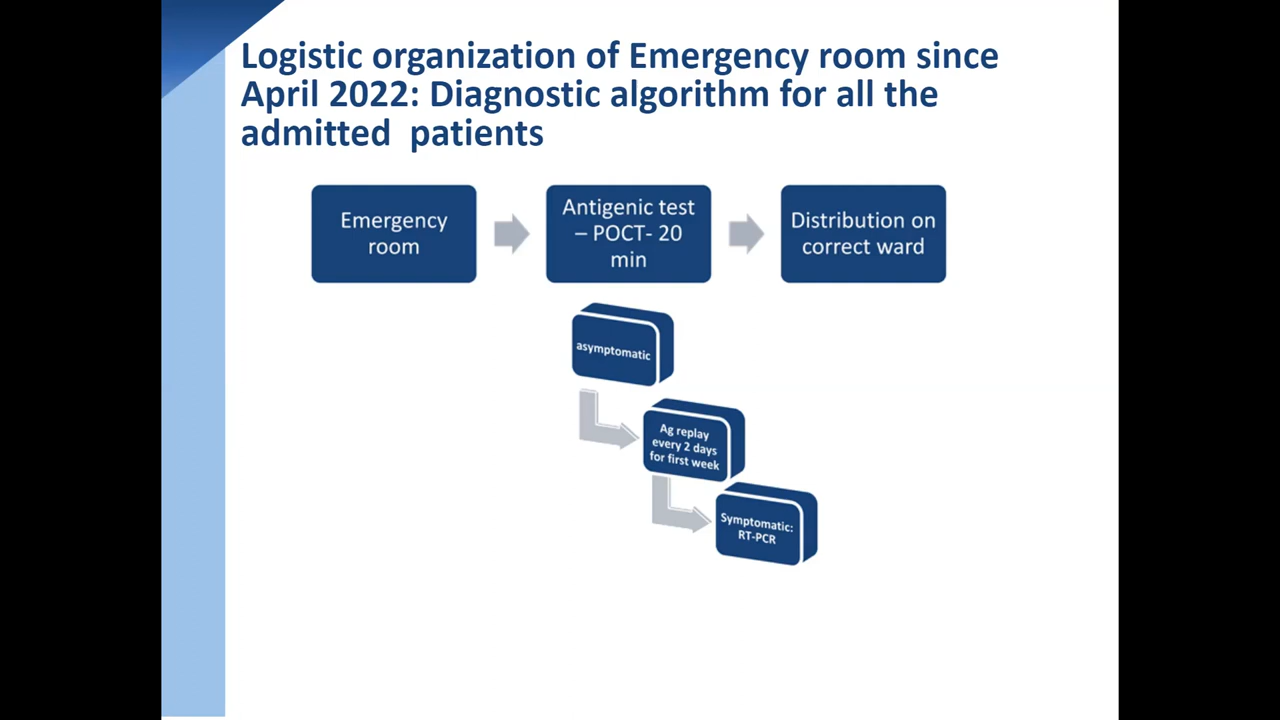 Logistic organization of Emergency room since
April 2022: Diagnostic algorithm for all the
admitted  patients
Emergency
room
Antigenic test
– POCT- 20
min
Distribution on
correct ward
asymptomatic
Ag replay
every 2 days
for first week
Symptomatic:
RT-PCR